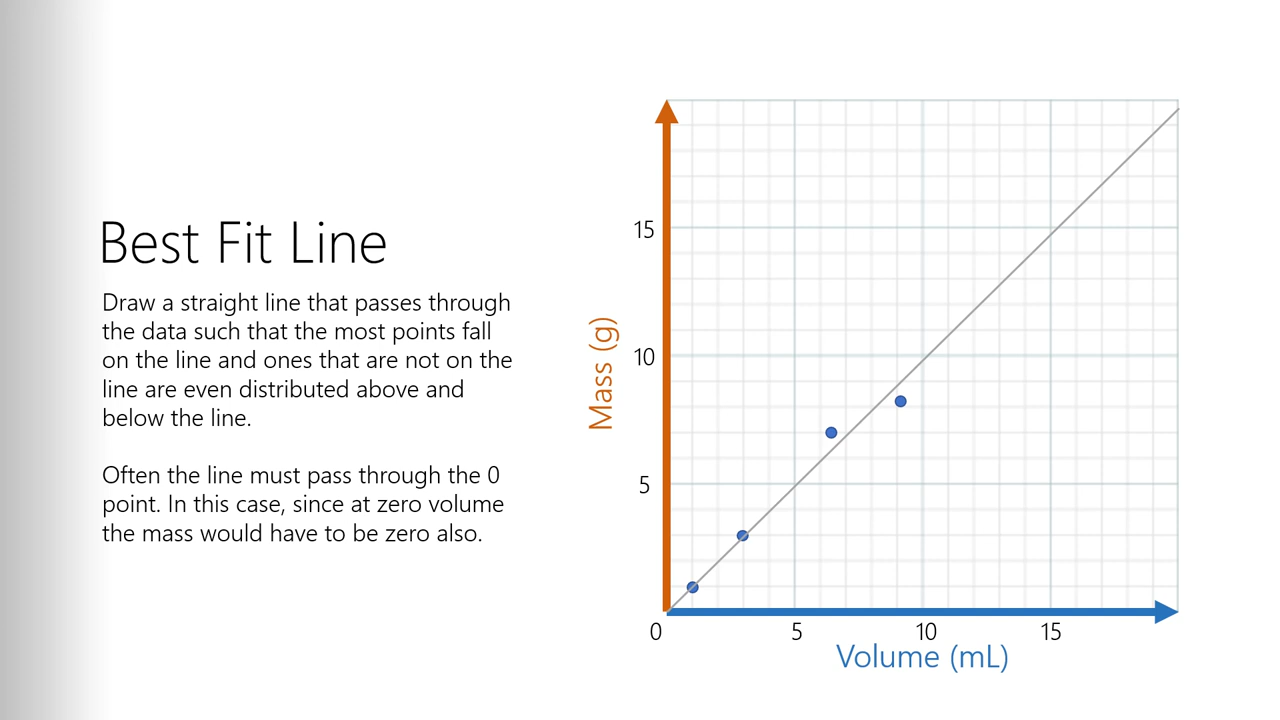 Best Fit Line
Draw a straight line that passes through
the data such that the most points fall
on the line and ones that are not on the
line are even distributed above and
below the line.
Often the line must pass through the 0
point. In this case, since at zero volume
the mass would have to be zero also.
Mass (g)
15
10
5
0
5
10
15
Volume (mL)